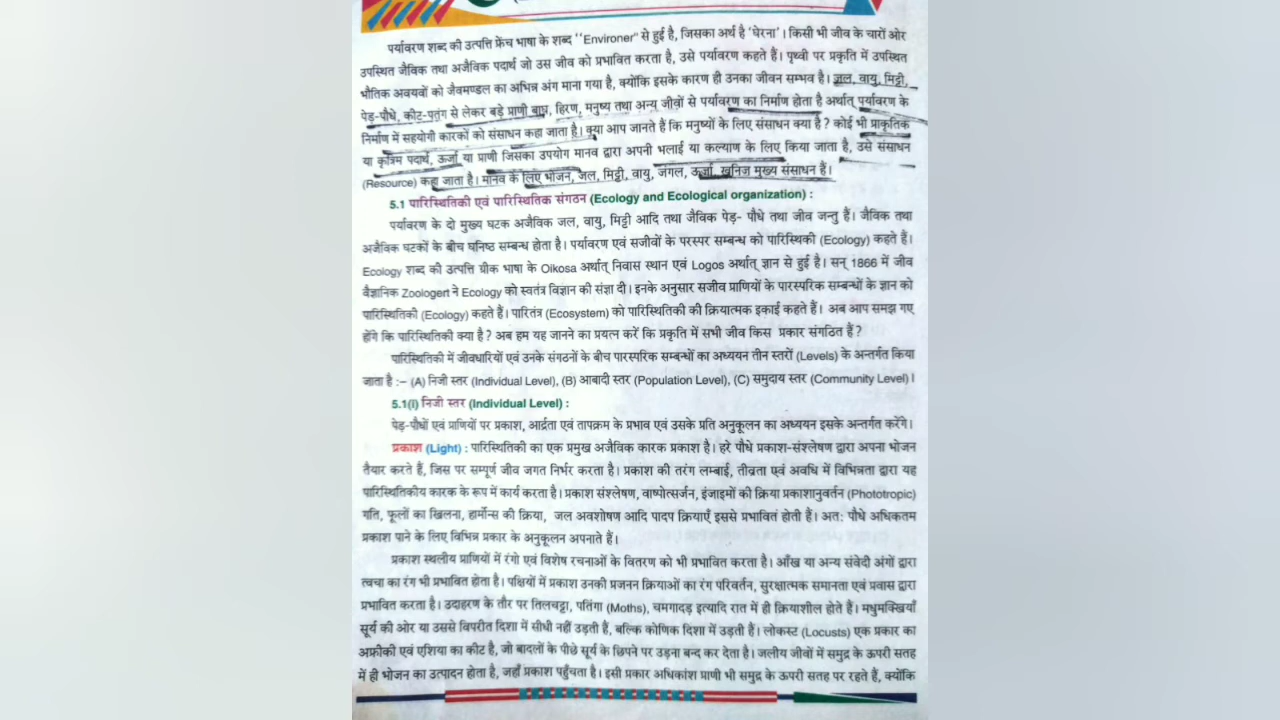 पर्यावरण शब्द की उत्पत्ति फ्रेंच भाषा के शब्द ''Environer" से हुई है, जिसका अर्थ है 'घेरना'। किसी भी जीव के चारों ओर
उपस्थित जैविक तथा अजैविक पदार्थ जो उस जीव को प्रभावित करता है, उसे पर्यावरण कहते हैं। पृथ्वी पर प्रकृति में उपस्थित
भौतिक अवयवों को जैवमण्डल का अभिन्न अंग माना गया है, क्योंकि इसके कारण ही उनका जीवन सम्भव है। जल, वायु, मिट्टी,
पेड़-पौधे, कीट-पतंग से लेकर बड़े प्राणी बाघ, हिरण, मनुष्य तथा अन्य जीवों से पर्यावरण का निर्माण होता है अर्थात् पर्यावरण के
निर्माण में सहयोगी कारकों को संसाधन कहा जाता है। क्या आप जानते हैं कि मनुष्यों के लिए संसाधन क्या है? कोई भी प्राकृतिक
या कृत्रिम पदार्थ, ऊर्जा या प्राणी जिसका उपयोग मानव द्वारा अपनी भलाई या कल्याण के लिए किया जाता है, उसे संसाधन
(Resource) कहा जाता है। मानव के लिए भोजन, जल, मिट्टी, वायु, जंगल, ऊर्जा, खनिज मुख्य संसाधन हैं।
5.1 पारिस्थितिकी एवं पारिस्थितिक संगठन (Ecology and Ecological organization) :
पर्यावरण के दो मुख्य घटक अजैविक जल, वायु, मिट्टी आदि तथा जैविक पेड़- पौधे तथा जीव जन्तु हैं। जैविक तथा
अजैविक घटकों के बीच घनिष्ठ सम्बन्ध होता है। पर्यावरण एवं सजीवों के परस्पर सम्बन्ध को पारिस्थिकी (Ecology) कहते हैं।
Ecology शब्द की उत्पत्ति ग्रीक भाषा के Oikosa अर्थात् निवास स्थान एवं Logos अर्थात् ज्ञान से हुई है। सन् 1866 में जीव
वैज्ञानिक Zoologert ने Ecology को स्वतंत्र विज्ञान की संज्ञा दी। इनके अनुसार सजीव प्राणियों के पारस्परिक सम्बन्धों के ज्ञान को
पारिस्थितिकी (Ecology) कहते हैं। पारितंत्र (Ecosystem) को पारिस्थितिकी की क्रियात्मक इकाई कहते हैं। अब आप समझ गए
होंगे कि पारिस्थितिकी क्या है? अब हम यह जानने का प्रयत्न करें कि प्रकृति में सभी जीव किस प्रकार संगठित हैं?
पारिस्थितिकी में जीवधारियों एवं उनके संगठनों के बीच पारस्परिक सम्बन्धों का अध्ययन तीन स्तरों (Levels) के अन्तर्गत किया
जाता है :– (A) निजी स्तर (Individual Level), (B) आबादी स्तर (Population Level), (C) समुदाय स्तर (Community Level)।
5.1(i) निजी स्तर (Individual Level) :
पेड़-पौधों एवं प्राणियों पर प्रकाश, आर्द्रता एवं तापक्रम के प्रभाव एवं उसके प्रति अनुकूलन का अध्ययन इसके अन्तर्गत करेंगे।
प्रकाश (Light) : पारिस्थितिकी का एक प्रमुख अजैविक कारक प्रकाश है। हरे पौधे प्रकाश-संश्लेषण द्वारा अपना भोजन
तैयार करते हैं, जिस पर सम्पूर्ण जीव जगत निर्भर करता है। प्रकाश की तरंग लम्बाई, तीव्रता एवं अवधि में विभिन्नता द्वारा यह
पारिस्थितिकीय कारक के रूप में कार्य करता है। प्रकाश संश्लेषण, वाष्पोत्सर्जन, इंजाइमों की क्रिया प्रकाशानुवर्तन (Phototropic)
गति, फूलों का खिलना, हार्मोन्स की क्रिया, जल अवशोषण आदि पादप क्रियाएँ इससे प्रभावित होती हैं। अत: पौधे अधिकतम
प्रकाश पाने के लिए विभिन्न प्रकार के अनुकूलन अपनाते हैं।
प्रकाश स्थलीय प्राणियों में रंगो एवं विशेष रचनाओं के वितरण को भी प्रभावित करता है। आँख या अन्य संवेदी अंगों द्वारा
त्वचा का रंग भी प्रभावित होता है। पक्षियों में प्रकाश उनकी प्रजनन क्रियाओं का रंग परिवर्तन, सुरक्षात्मक समानता एवं प्रवास द्वारा
प्रभावित करता है। उदाहरण के तौर पर तिलचट्टा, पतिंगा (Moths), चमगादड़ इत्यादि रात में ही क्रियाशील होते हैं। मधुमक्खियाँ
सूर्य की ओर या उससे विपरीत दिशा में सीधी नहीं उड़ती हैं, बल्कि कोणिक दिशा में उड़ती हैं। लोकस्ट (Locusts) एक प्रकार का
अफ्रीकी एवं एशिया का कीट है, जो बादलों के पीछे सूर्य के छिपने पर उड़ना बन्द कर देता है। जलीय जीवों में समुद्र के ऊपरी सतह
में ही भोजन का उत्पादन होता है, जहाँ प्रकाश पहुँचता है। इसी प्रकार अधिकांश प्राणी भी समुद्र के ऊपरी सतह पर रहते हैं, क्योंकि